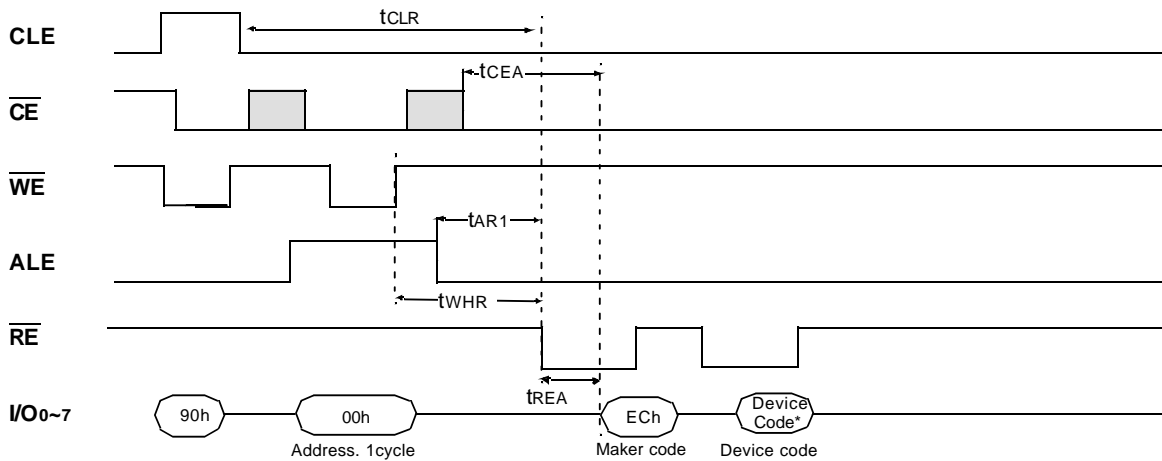 CLE
tCLR
tCEA
CE
WE
tAR1
ALE
tWHR
RE
tREA
I/O0~7
90h
00h
ECh
Device
Code*
Address. 1cycle
Maker code
Device code